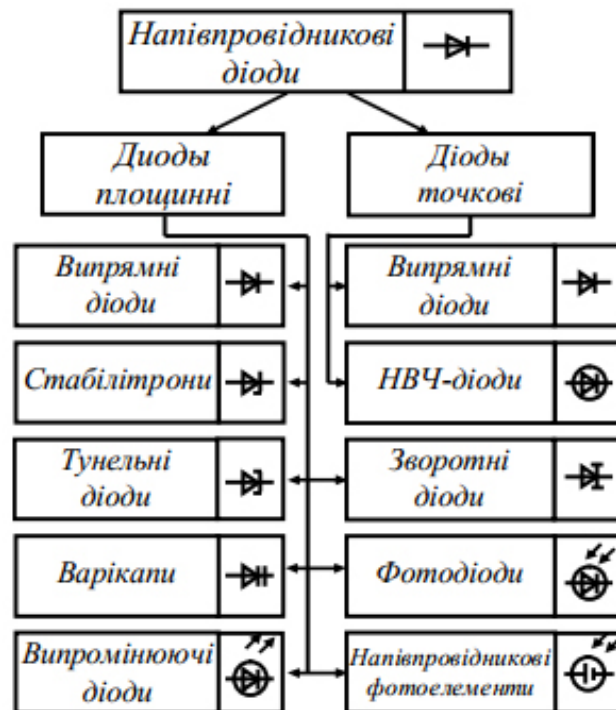 Напівпровідникові
діоди
Диоды
площинні
Діоды
точкові
Випрямні
діоди
Випрямні
діоди
Стабілітрони
НВЧ-діоди
Тунельні
діоди
Зворотні
діоди
Варікапи
Фотодіоди
Випромінюючі
діоди
Напівпровідникові
фотоелементи